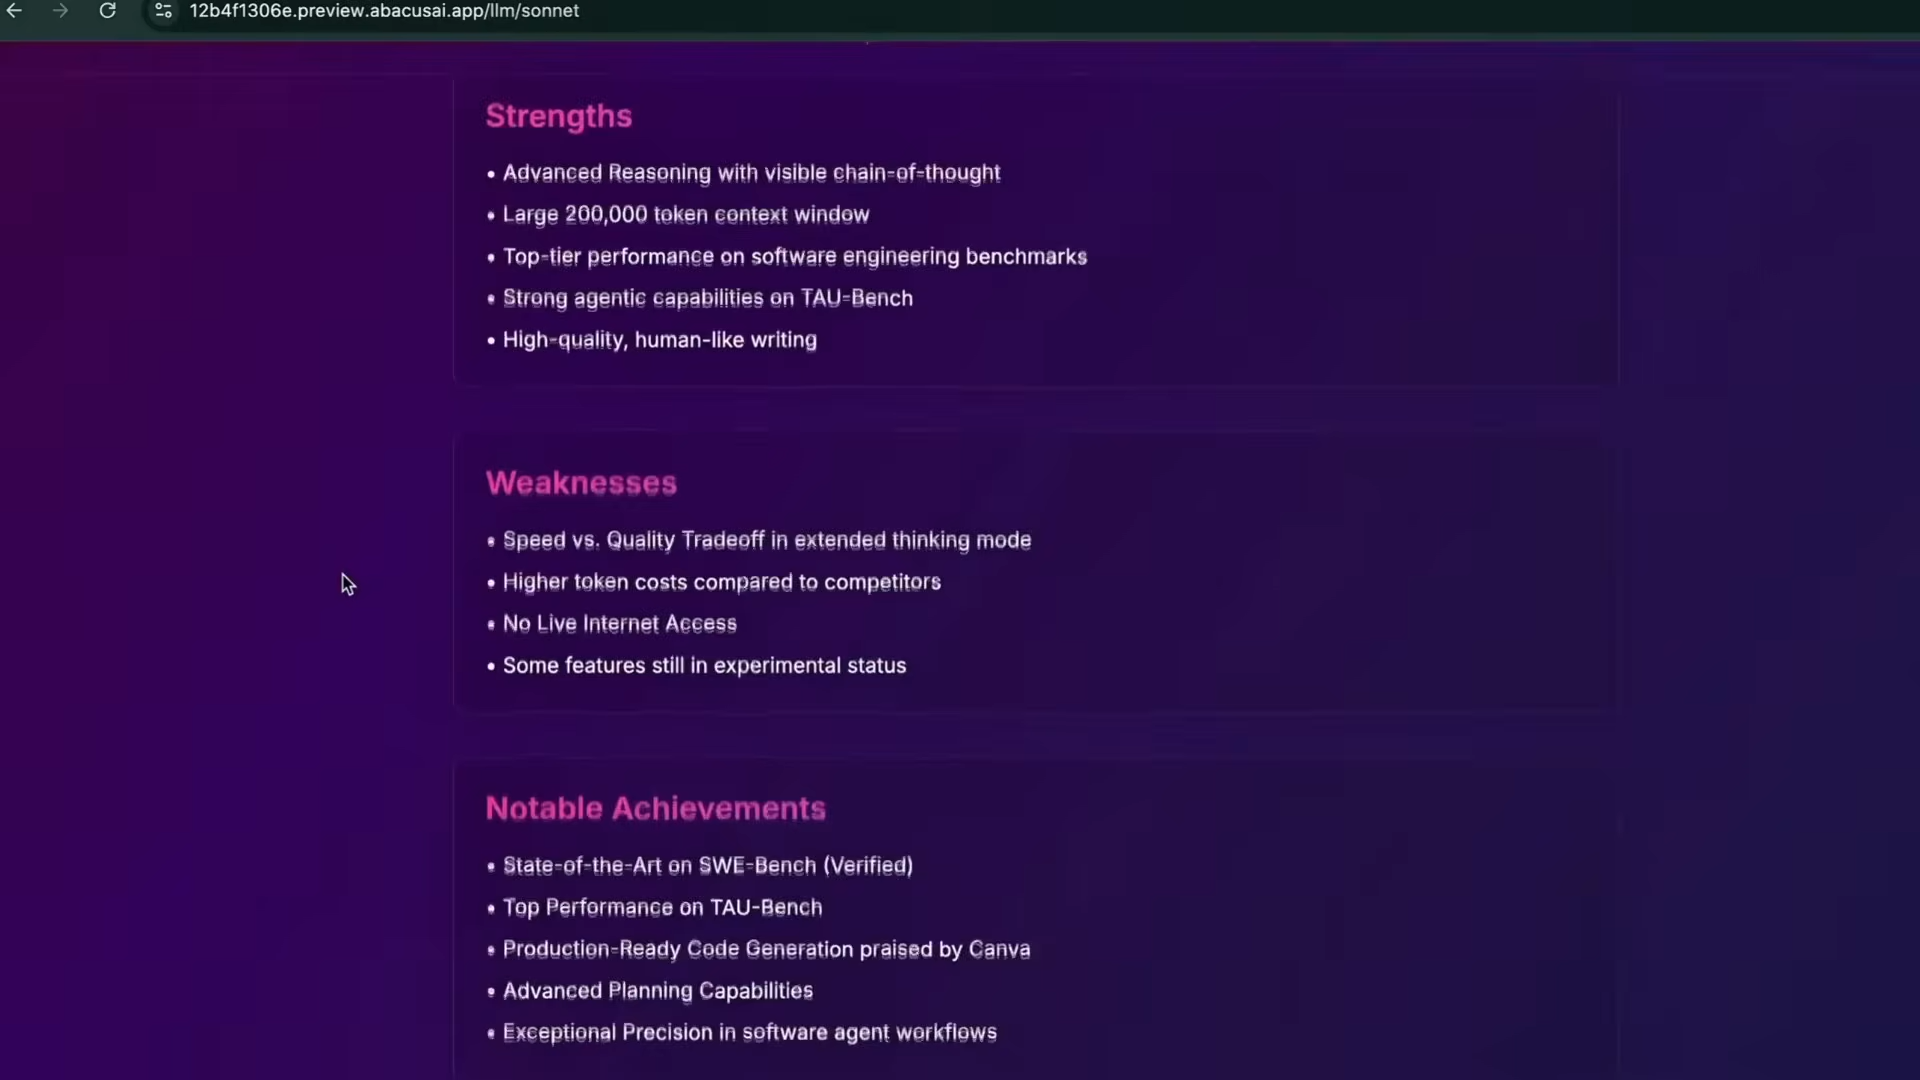 12b4f1306e.preview.abacusai.app/llm/sonnet
Strengths
• Advanced Reasoning with visible chain-of-thought
• Large 200,000 token context window
• Top-tier performance on software engineering benchmarks
• Strong agentic capabilities on TAU-Bench
• High-quality, human-like writing
Weaknesses
• Speed vs. Quality Tradeoff in extended thinking mode
• Higher token costs compared to competitors
• No Live Internet Access
• Some features still in experimental status
Notable Achievements
• State-of-the-Art on SWE-Bench (Verified)
• Top Performance on TAU-Bench
• Production-Ready Code Generation praised by Canva
• Advanced Planning Capabilities
• Exceptional Precision in software agent workflows